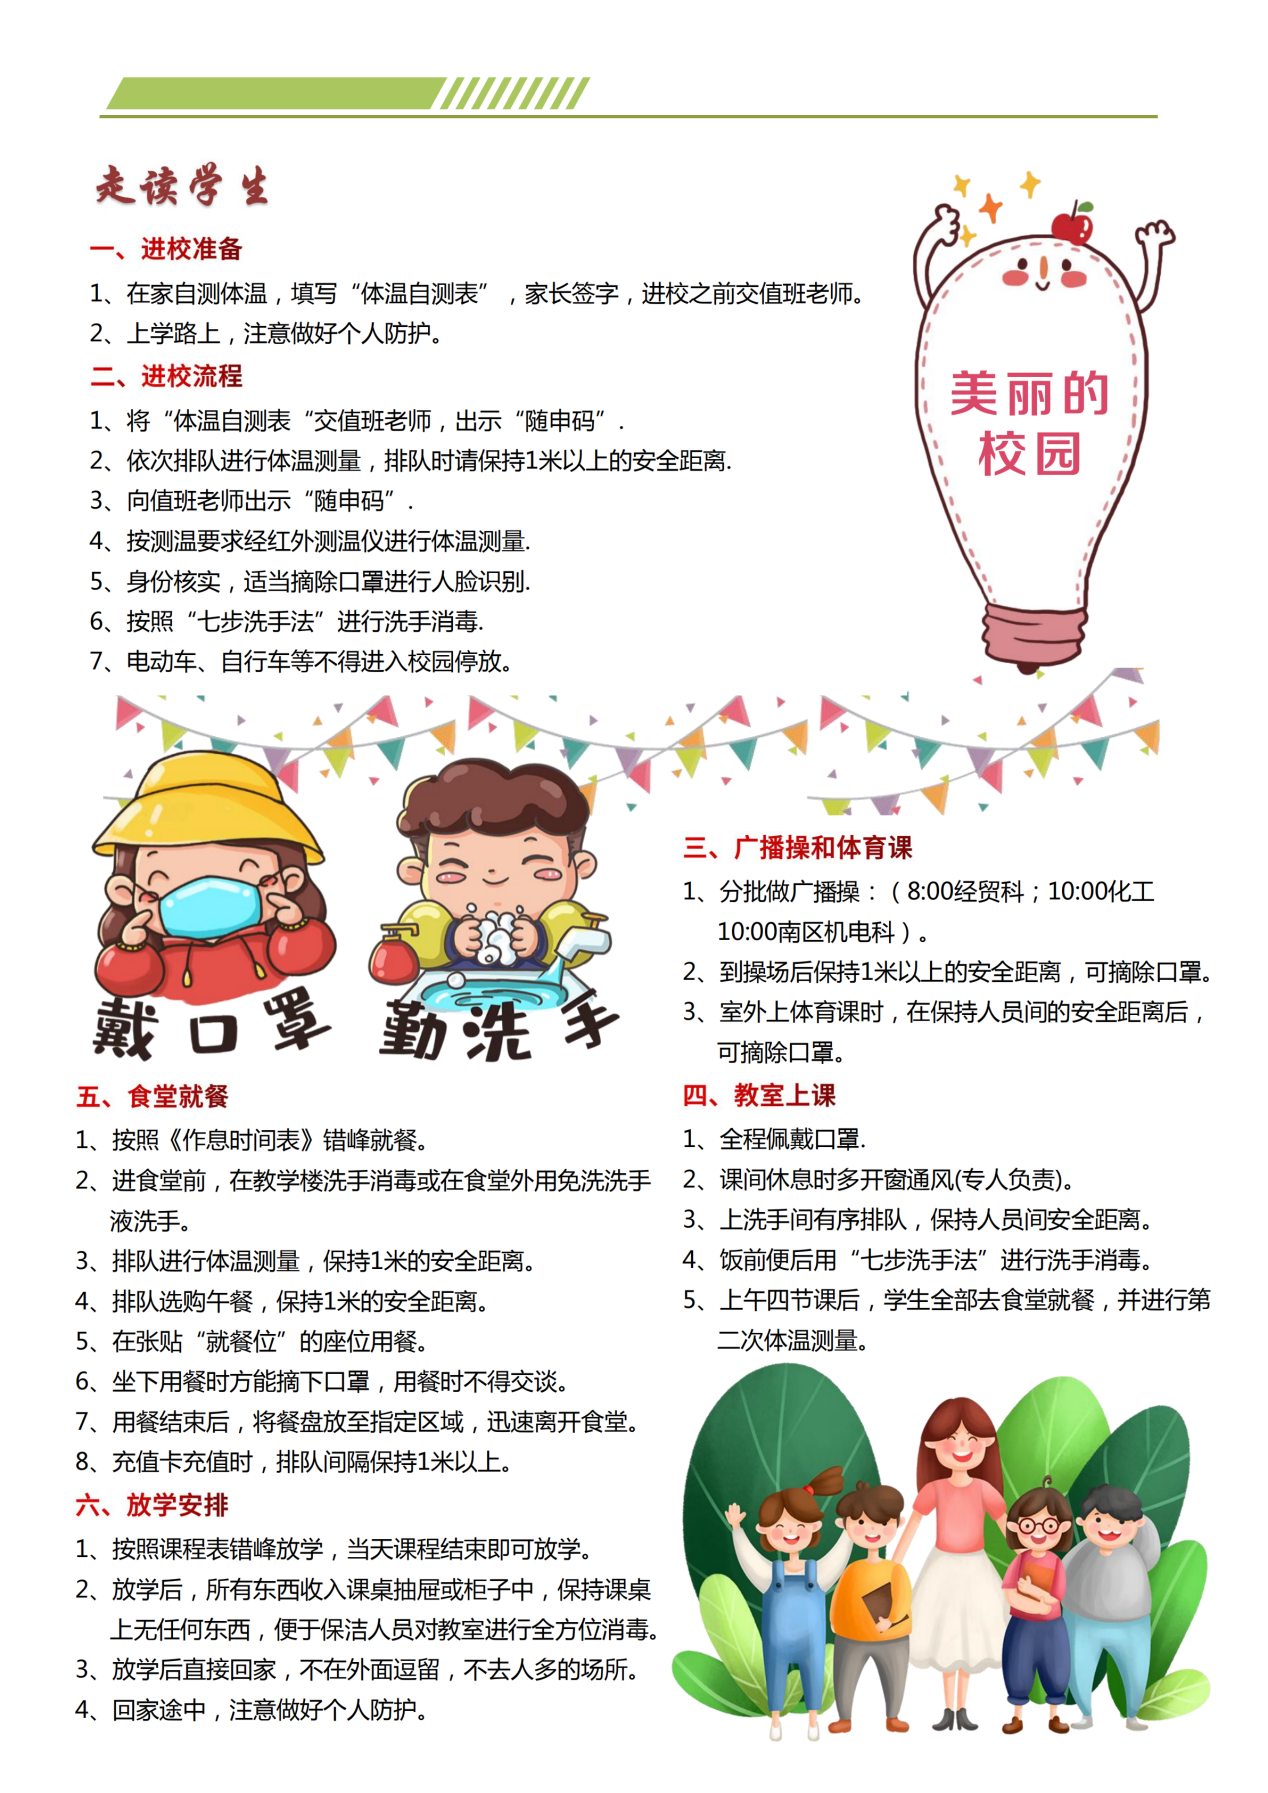 走读学生
一、进校准备
1、在家自测体温，填写“体温自测表”，家长签字，进校之前交值班老师。
2、上学路上，注意做好个人防护。
二、进校流程
1、将“体温自测表“交值班老师，出示“随申码”.
2、依次排队进行体温测量，排队时请保持1米以上的安全距离.
3、向值班老师出示“随申码”.
4、按测温要求经红外测温仪进行体温测量.
5、身份核实，适当摘除口罩进行人脸识别.
6、按照“七步洗手法”进行洗手消毒.
7、电动车、自行车等不得进入校园停放。
美丽的
校园
戴口罩
勤洗手
三、广播操和体育课
1、分批做广播操：（8:00经贸科；10:00化工
10:00南区机电科）。
2、到操场后保持1米以上的安全距离，可摘除口罩。
3、室外上体育课时，在保持人员间的安全距离后，
可摘除口罩。
四、教室上课
1、全程佩戴口罩.
2、课间休息时多开窗通风(专人负责)。
3、上洗手间有序排队，保持人员间安全距离。
4、饭前便后用“七步洗手法”进行洗手消毒。
5、上午四节课后，学生全部去食堂就餐，并进行第
二次体温测量。
五、食堂就餐
1、按照《作息时间表》错峰就餐。
2、进食堂前，在教学楼洗手消毒或在食堂外用免洗洗手
液洗手。
3、排队进行体温测量，保持1米的安全距离。
4、排队选购午餐，保持1米的安全距离。
5、在张贴“就餐位”的座位用餐。
6、坐下用餐时方能摘下口罩，用餐时不得交谈。
7、用餐结束后，将餐盘放至指定区域，迅速离开食堂。
8、充值卡充值时，排队间隔保持1米以上。
六、放学安排
1、按照课程表错峰放学，当天课程结束即可放学。
2、放学后，所有东西收入课桌抽屉或柜子中，保持课桌
上无任何东西，便于保洁人员对教室进行全方位消毒。
3、放学后直接回家，不在外面逗留，不去人多的场所。
4、回家途中，注意做好个人防护。